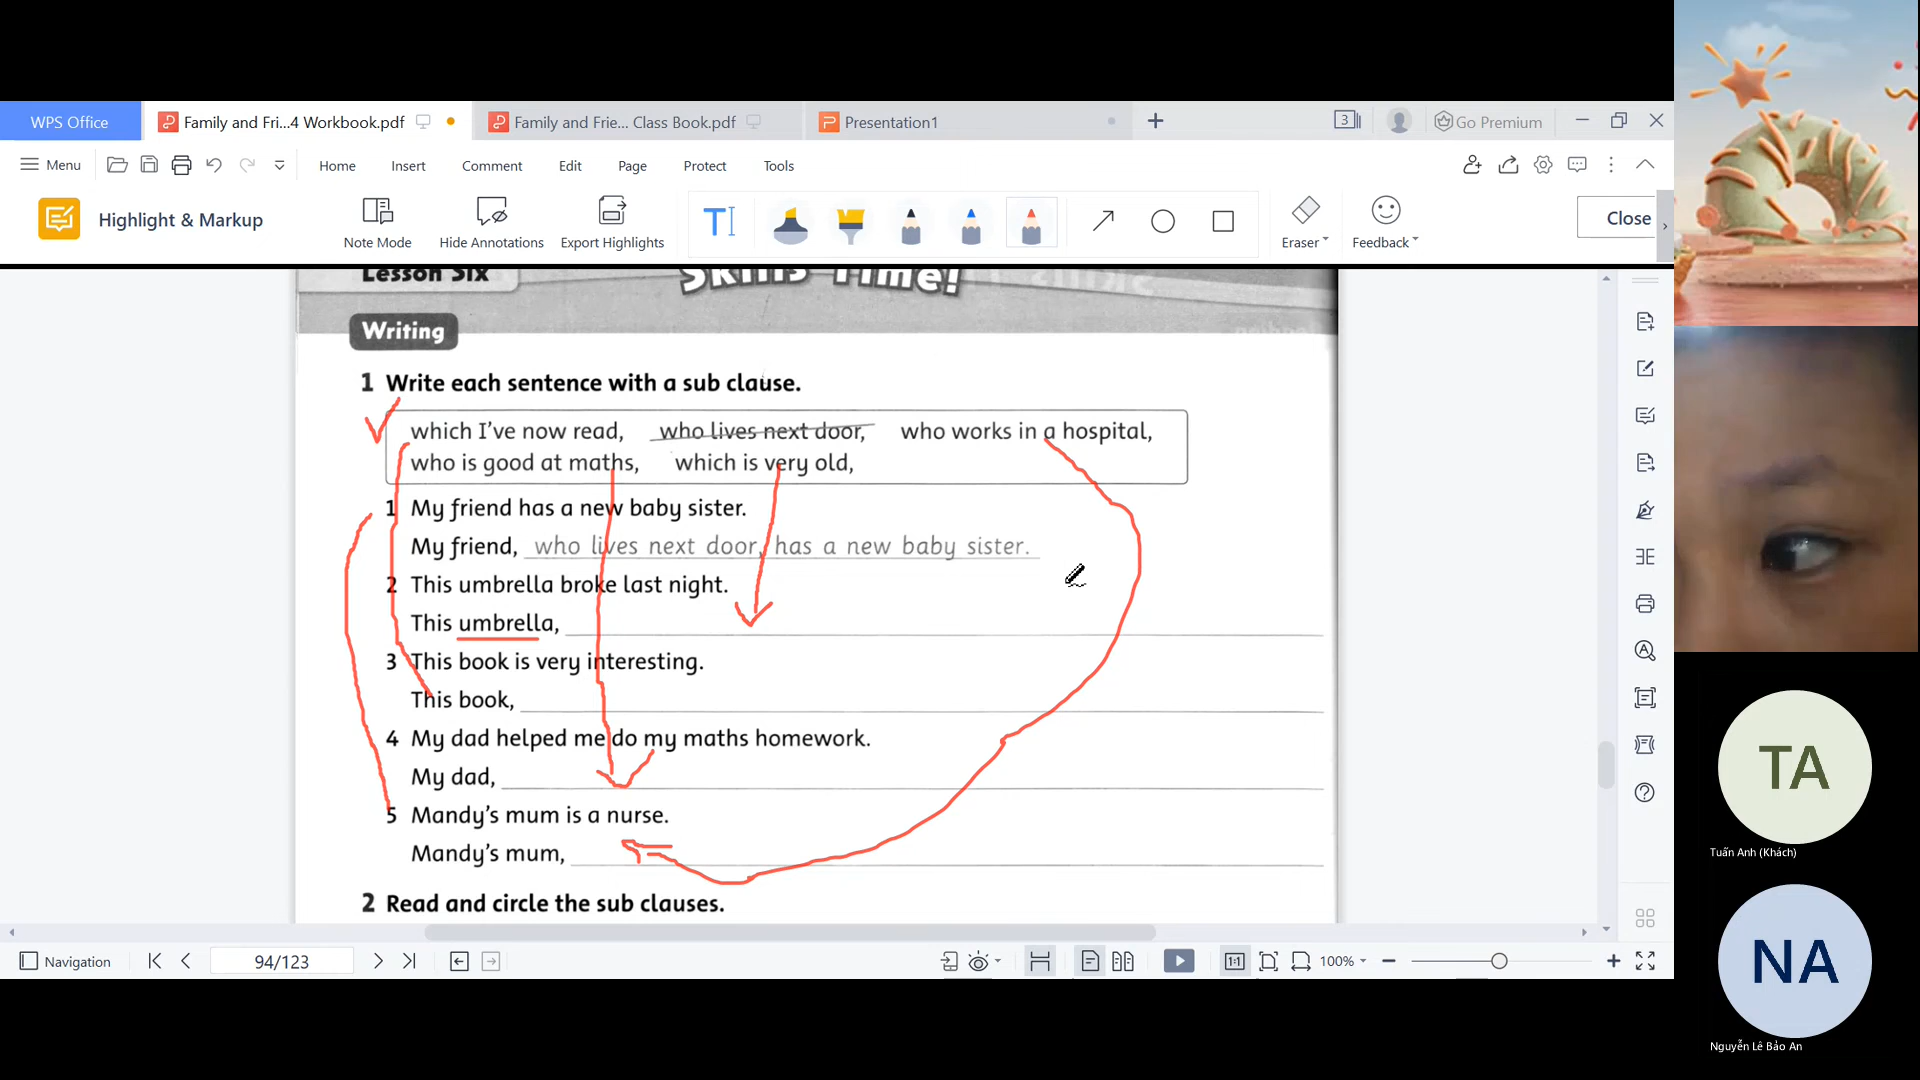 WPS Office
Family and Fri...4 Workbook.pdf
Family and Frie... Class Book.pdf
Presentation1
3
Go Premium
Menu
Home
Insert
Comment
Edit
Page
Protect
Tools
Highlight & Markup
Note Mode
Hide Annotations
Export Highlights
Eraser
Feedback
Close
Lesson Six
Skills Time!
Writing
1 Write each sentence with a sub clause.
which I've now read, who lives next door, who works in a hospital,
who is good at maths, which is very old,
1 My friend has a new baby sister.
My friend, who lives next door, has a new baby sister.
2 This umbrella broke last night.
This umbrella,
3 This book is very interesting.
This book,
4 My dad helped me do my maths homework.
My dad,
5 Mandy's mum is a nurse.
Mandy's mum,
2 Read and circle the sub clauses.
Navigation
94/123
1:1
100%
TA
Tuấn Anh (Khách)
NA
Nguyễn Lê Bảo An